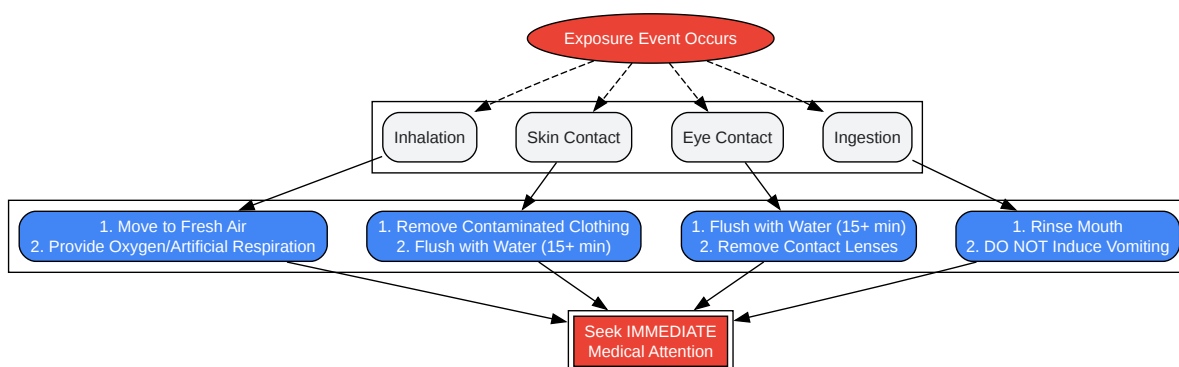 Exposure Event Occurs
Inhalation
Skin Contact
Eye Contact
Ingestion
1. Move to Fresh Air
2. Provide Oxygen/Artificial Respiration
1. Remove Contaminated Clothing
2. Flush with Water (15+ min)
1. Flush with Water (15+ min)
2. Remove Contact Lenses
1. Rinse Mouth
2. DO NOT Induce Vomiting
Seek IMMEDIATE
Medical Attention